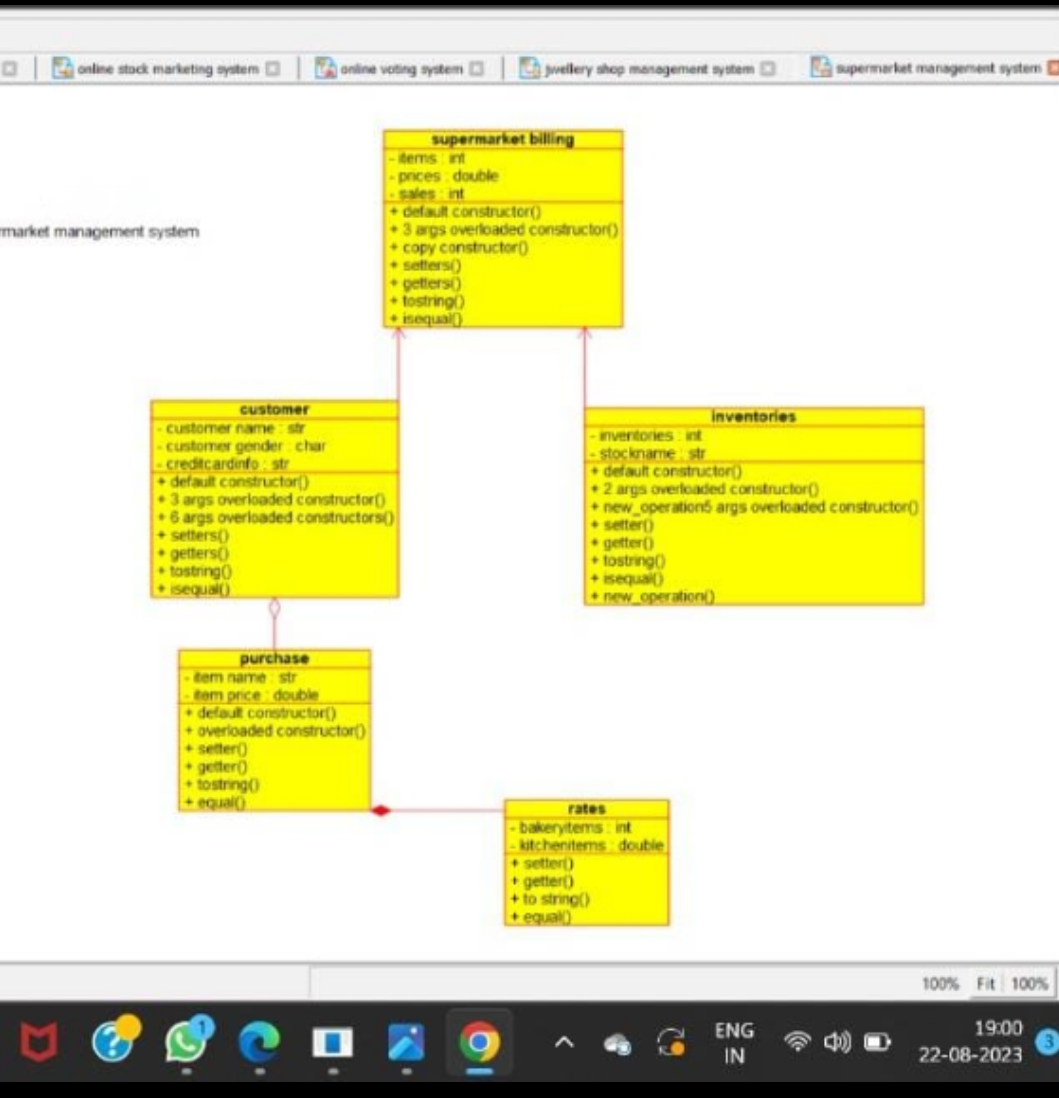 online stock marketing system
online voting system
jwellery shop management system
supermarket management system
rmarket management system
supermarket billing
- items : int
- prices : double
- sales : int
+ default constructor()
+ 3 args overloaded constructor()
+ copy constructor()
+ setters()
+ getters()
+ tostring()
+ isequal()
customer
- customer name : str
- customer gender : char
- creditcardinfo : str
+ default constructor()
+ 3 args overloaded constructor()
+ 6 args overloaded constructors()
+ setters()
+ getters()
+ tostring()
+ isequal()
inventories
- inventories : int
- stockname : str
+ default constructor()
+ 2 args overloaded constructor()
+ new_operation5 args overloaded constructor()
+ setter()
+ getter()
+ tostring()
+ isequal()
+ new_operation()
purchase
- item name : str
- item price : double
+ default constructor()
+ overloaded constructor()
+ setter()
+ getter()
+ tostring()
+ equal()
rates
- bakeryitems : int
- kitchenitems : double
+ setter()
+ getter()
+ to string()
+ equal()
100% Fit 100%
1
ENG
IN
19:00
22-08-2023
3